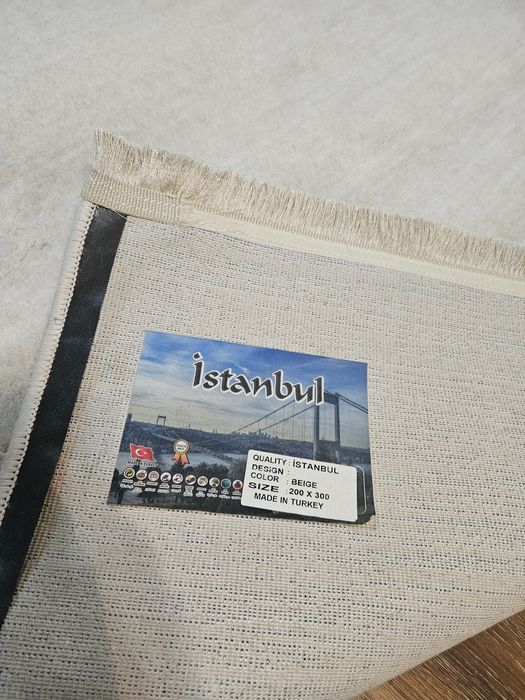 İstanbul
QUALITY : İSTANBUL
DESIGN :
COLOR : BEIGE
SIZE : 200 X 300
MADE IN TURKEY